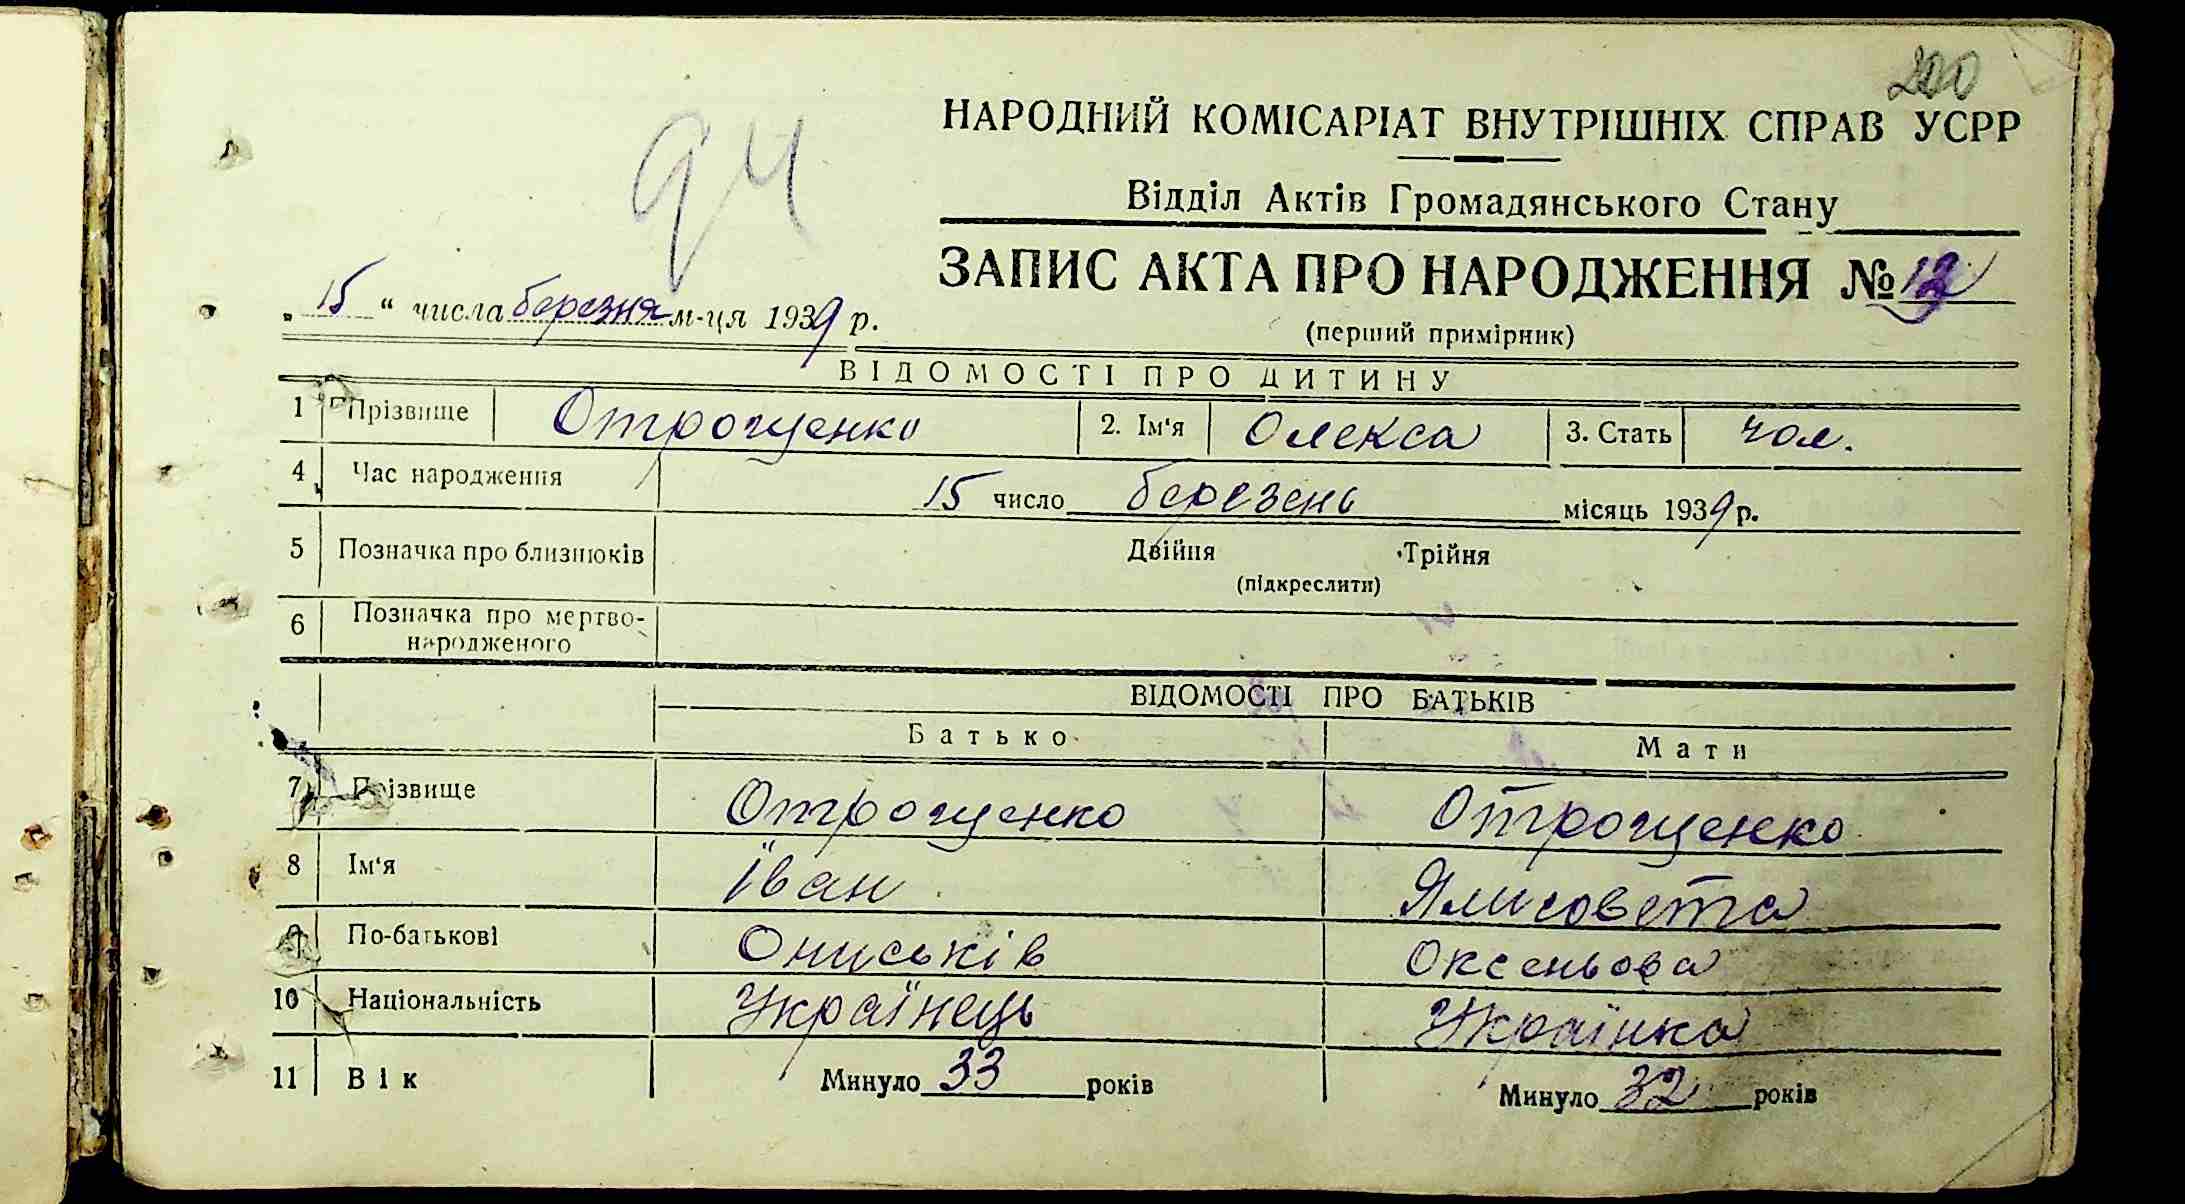 200
94
НАРОДНИЙ КОМІСАРІАТ ВНУТРІШНІХ СПРАВ УСРР
Відділ Актів Громадянського Стану
ЗАПИС АКТА ПРО НАРОДЖЕННЯ №
„ 15 “ числа березня м-ця 1939 р.
(перший примірник)
ВІДОМОСТІ ПРО ДИТИНУ
1 Прізвище Отрощенко 2. Ім'я Олекса 3. Стать чол.
4 Час народження 15 число березень місяць 1939 р.
5 Позначка про близнюків Двійня Трійня
(підкреслити)
6 Позначка про мертво-
народженого
ВІДОМОСТІ ПРО БАТЬКІВ
Батько Мати
7 Прізвище Отрощенко Отрощенко
8 Ім'я Іван Ялисовета
9 По-батькові Ониськів Оксеньова
10 Національність Українець Українка
11 Вік Минуло 33 років Минуло 32 років